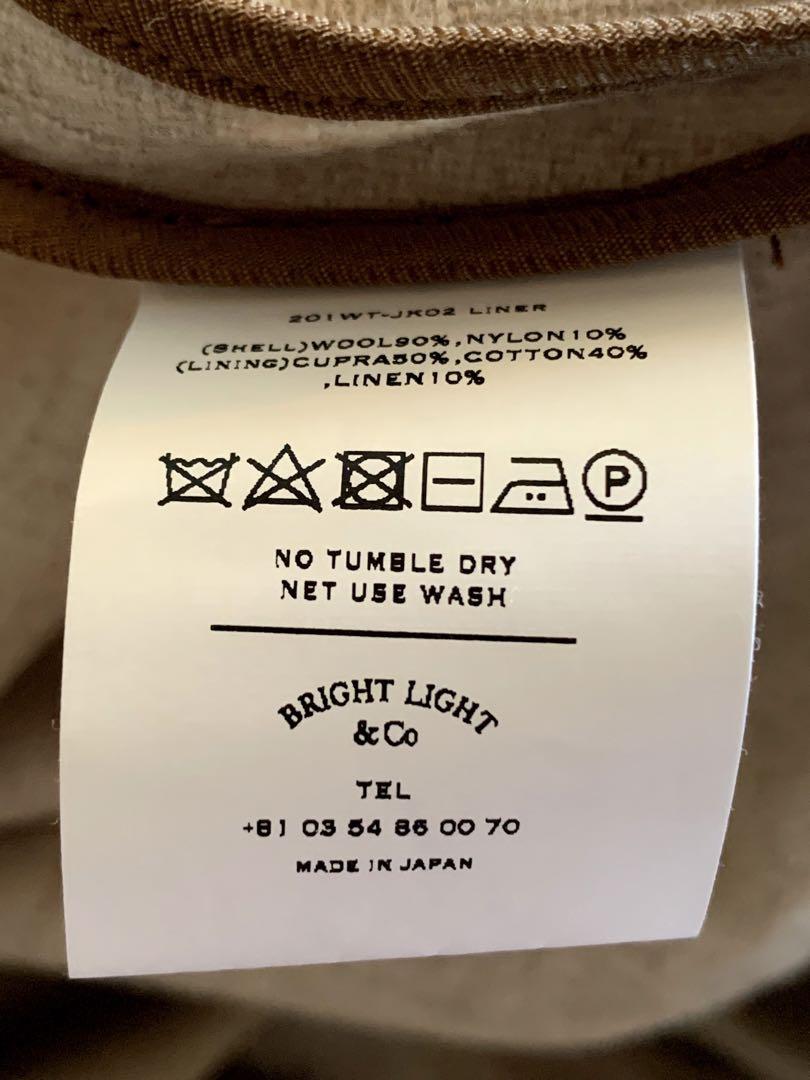 201WT-JK02 LINER
(SHELL)WOOL90%,NYLON10%
(LINING)CUPRA50%,COTTON40%
,LINEN10%
P
NO TUMBLE DRY
NET USE WASH
BRIGHT LIGHT
& Co
TEL
+81 03 54 86 00 70
MADE IN JAPAN